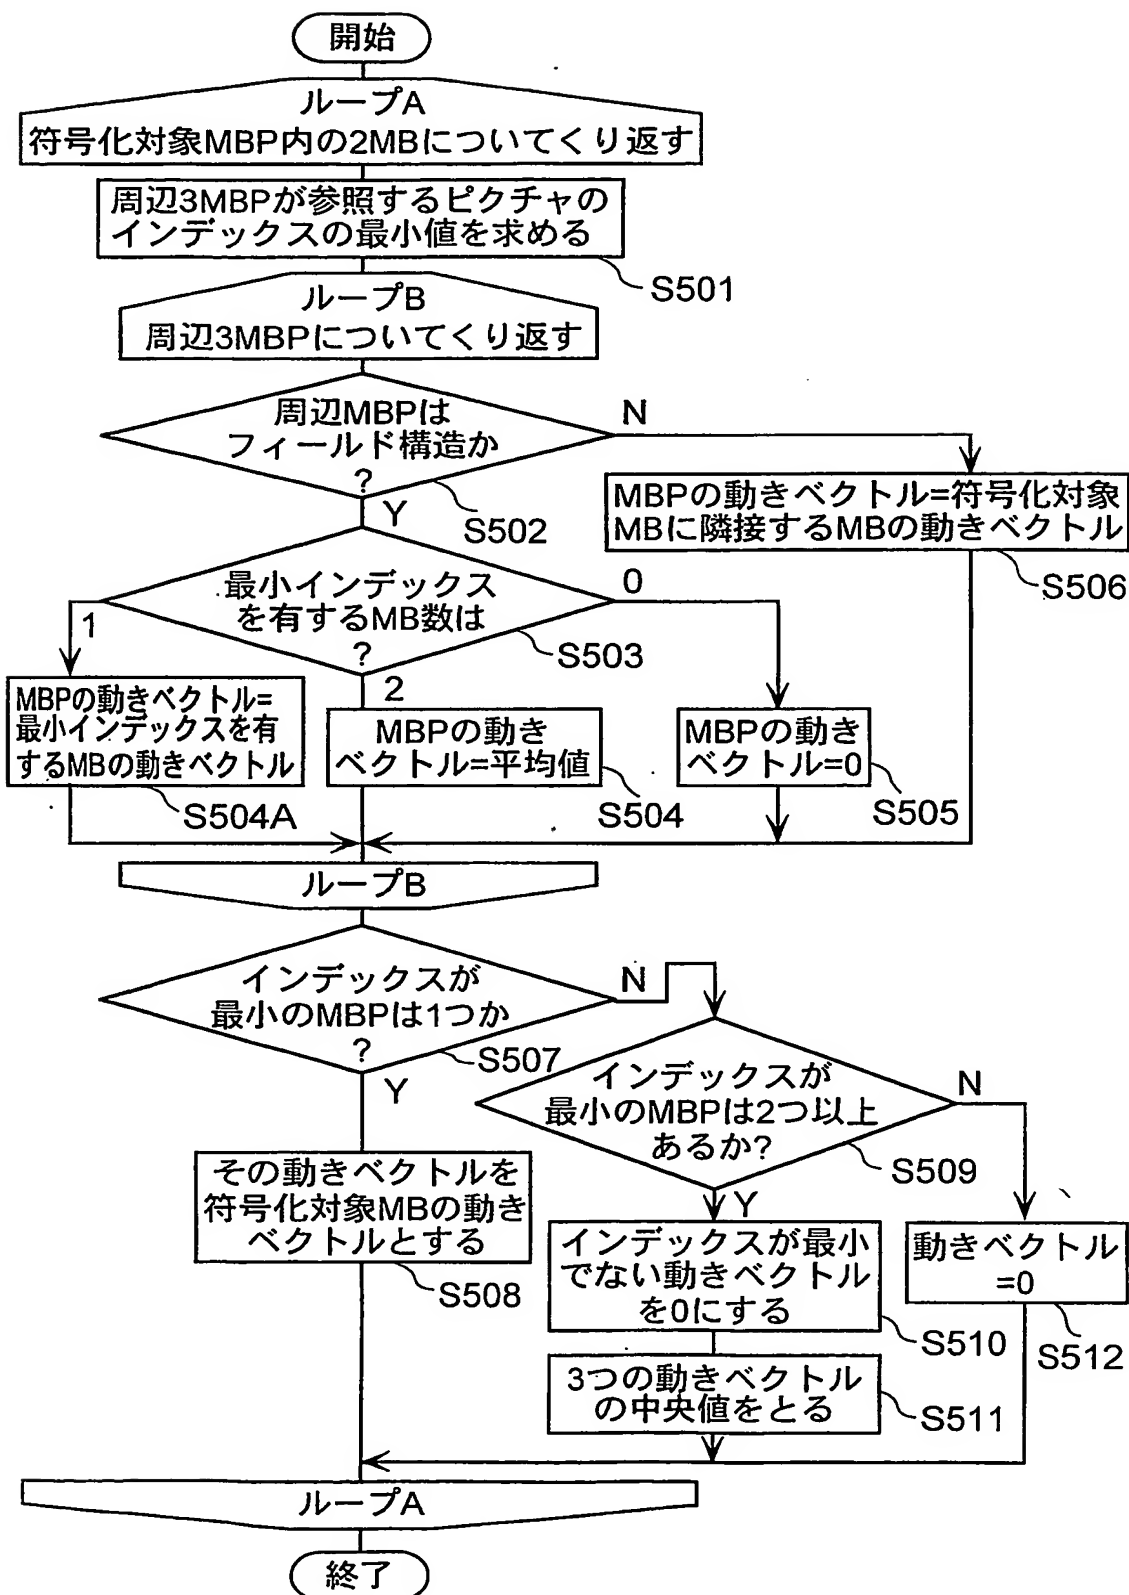 開始
ループA
符号化対象MBP内の2MBについてくり返す
周辺3MBPが参照するピクチャの
インデックスの最小値を求める
S501
ループB
周辺3MBPについてくり返す
周辺MBPは
フィールド構造か
?
N
Y
S502
MBPの動きベクトル=符号化対象
MBに隣接するMBの動きベクトル
S506
最小インデックス
を有するMB数は
?
0
1
2
S503
MBPの動きベクトル=
最小インデックスを有
するMBの動きベクトル
S504A
MBPの動き
ベクトル=平均値
S504
MBPの動き
ベクトル=0
S505
ループB
インデックスが
最小のMBPは1つか
?
N
Y
S507
インデックスが
最小のMBPは2つ以上
あるか?
N
Y
S509
その動きベクトルを
符号化対象MBの動き
ベクトルとする
S508
インデックスが最小
でない動きベクトル
を0にする
S510
動きベクトル
=0
S512
3つの動きベクトル
の中央値をとる
S511
ループA
終了